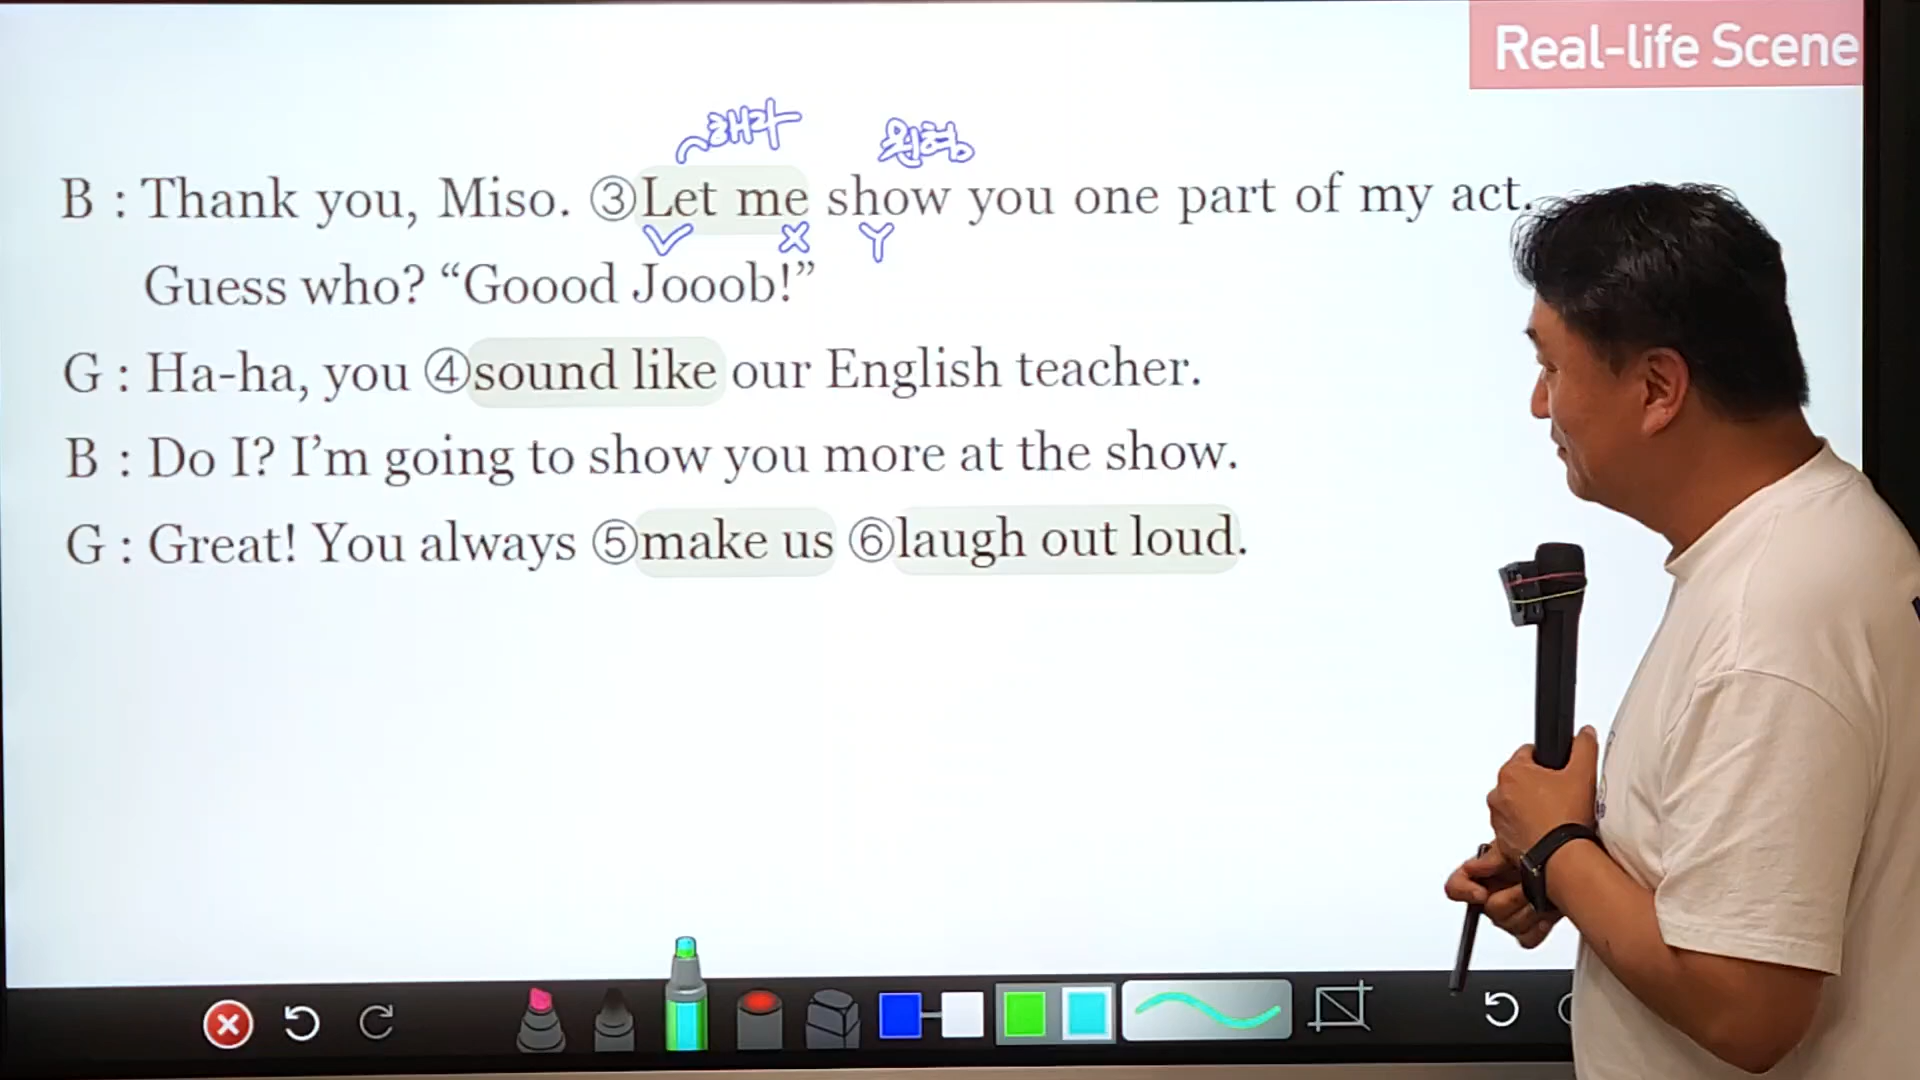 Real-life Scene
~해라 원형
B : Thank you, Miso. ③Let me show you one part of my act.
V X Y
Guess who? “Goood Jooob!”
G : Ha-ha, you ④sound like our English teacher.
B : Do I? I’m going to show you more at the show.
G : Great! You always ⑤make us ⑥laugh out loud.